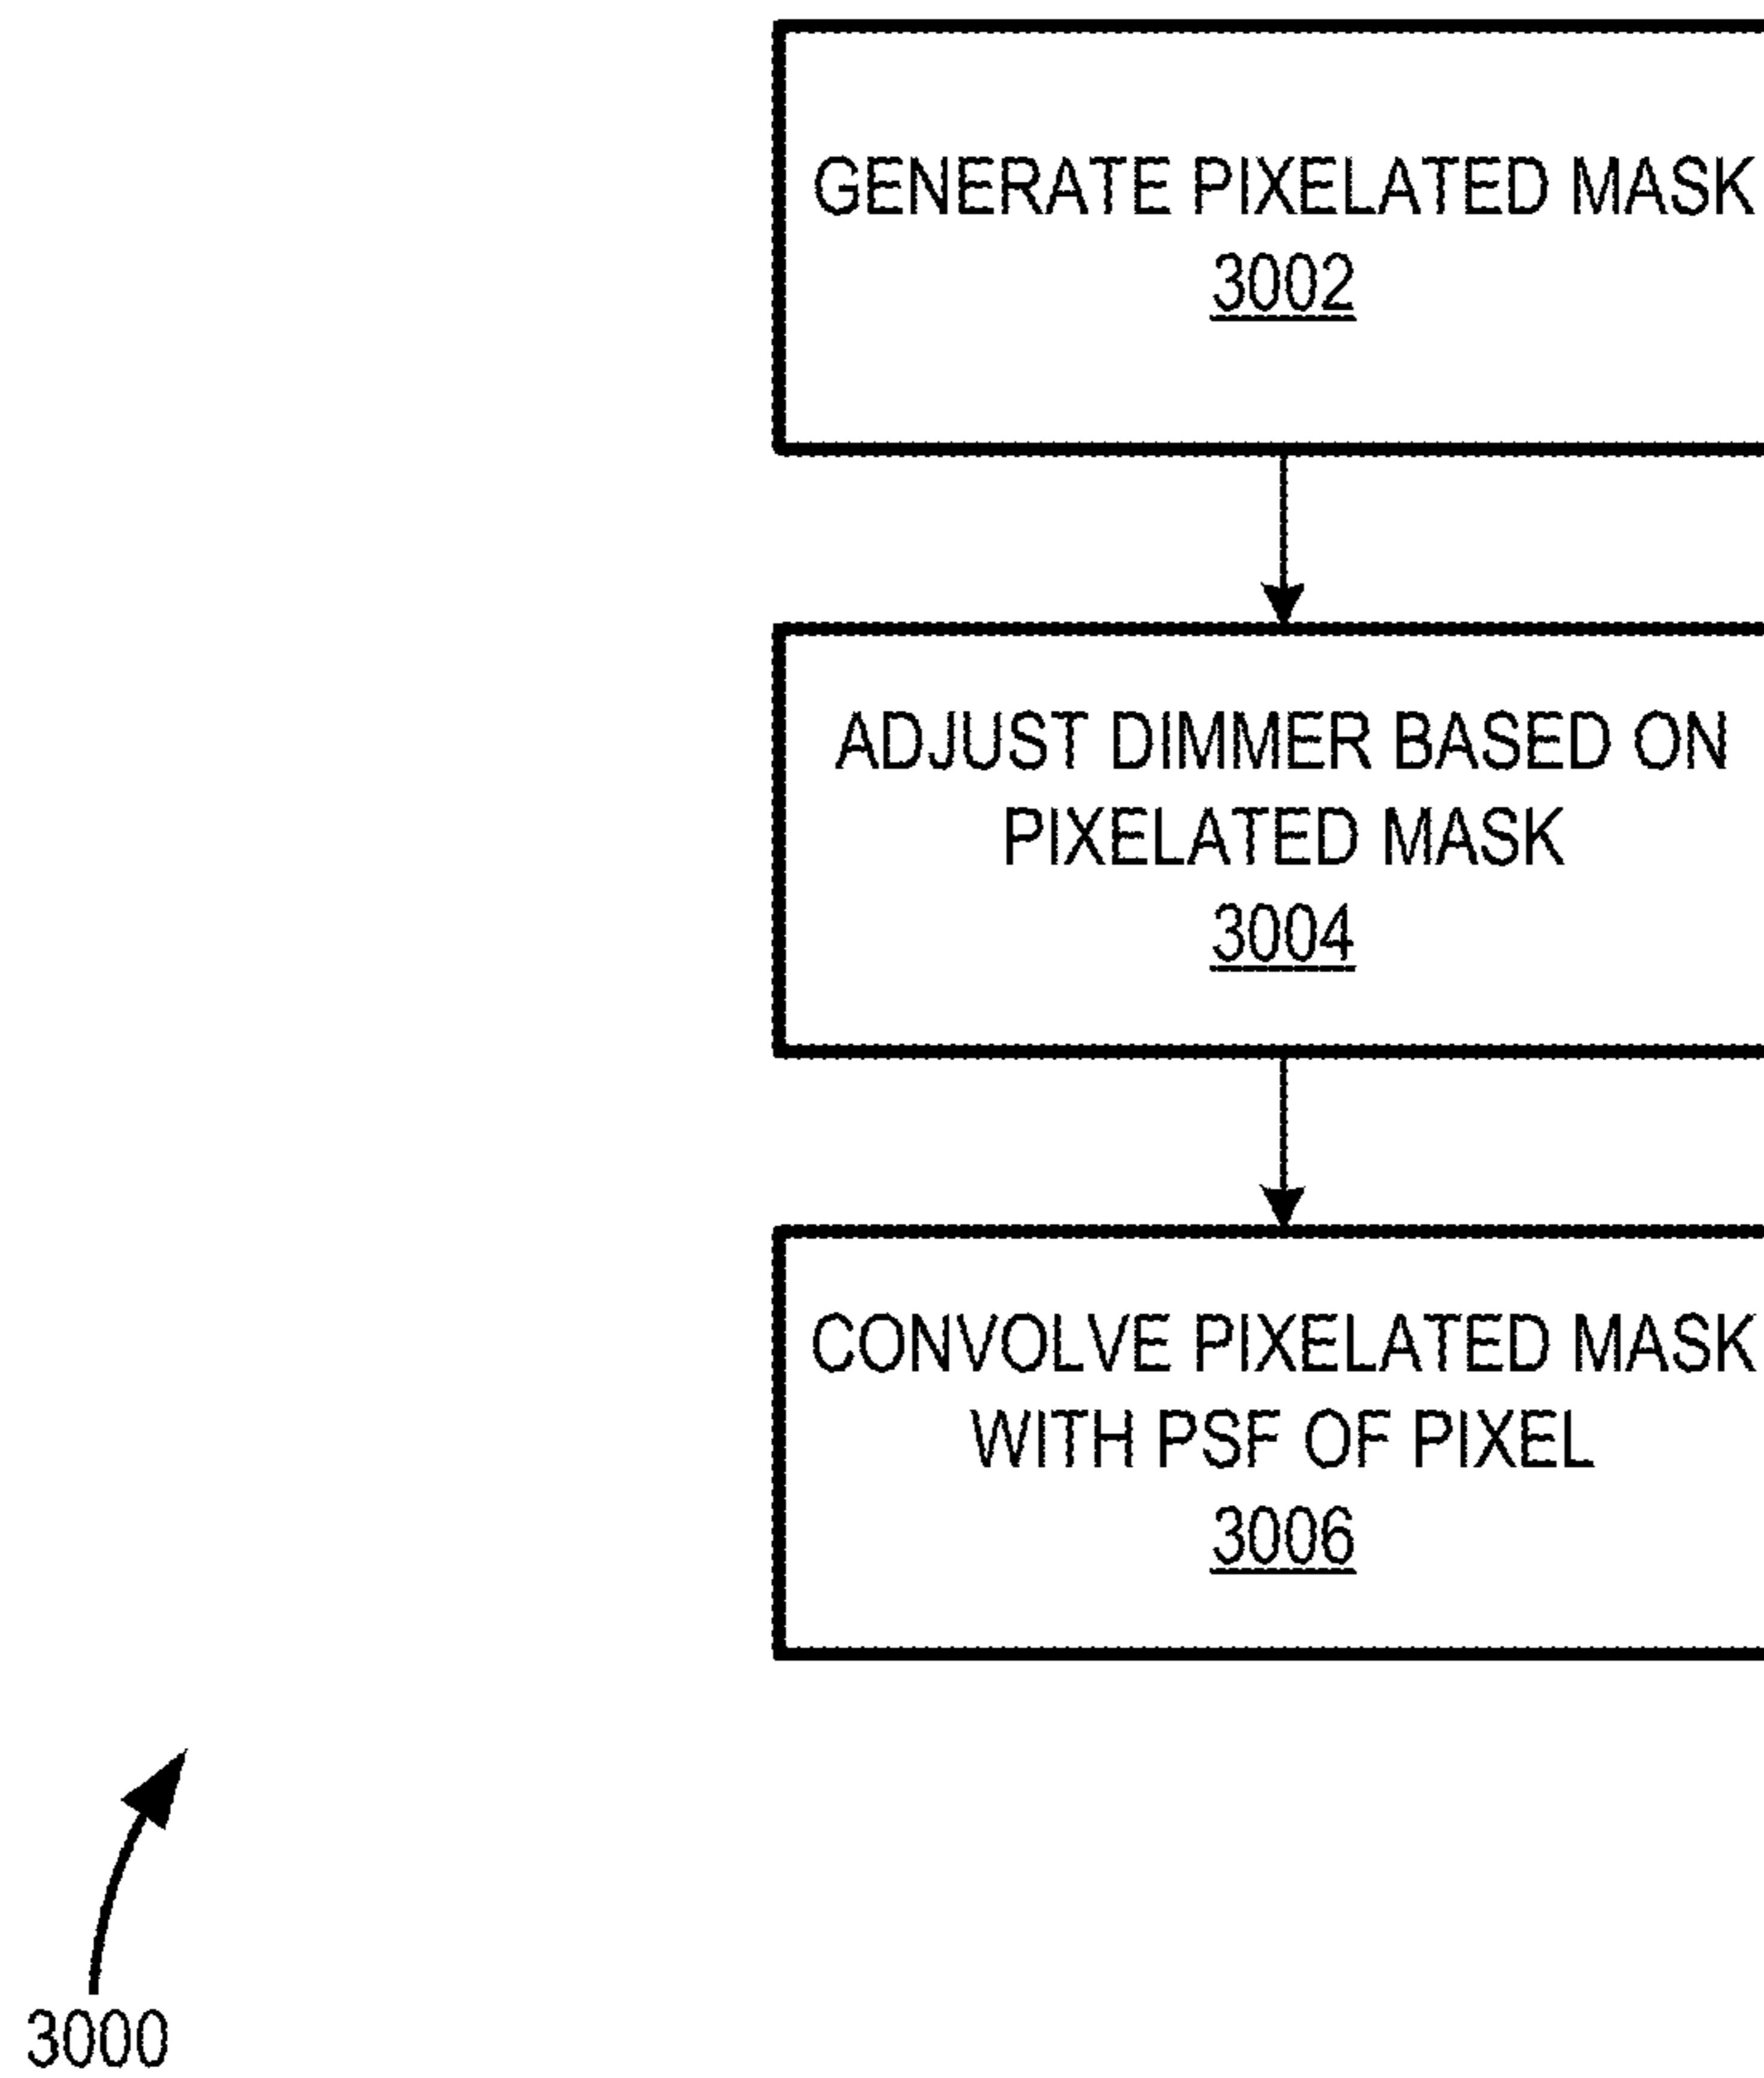 GENERATE PIXELATED MASK
3002
ADJUST DIMMER BASED ON
PIXELATED MASK
3004
CONVOLVE PIXELATED MASK
WITH PSF OF PIXEL
3006
3000